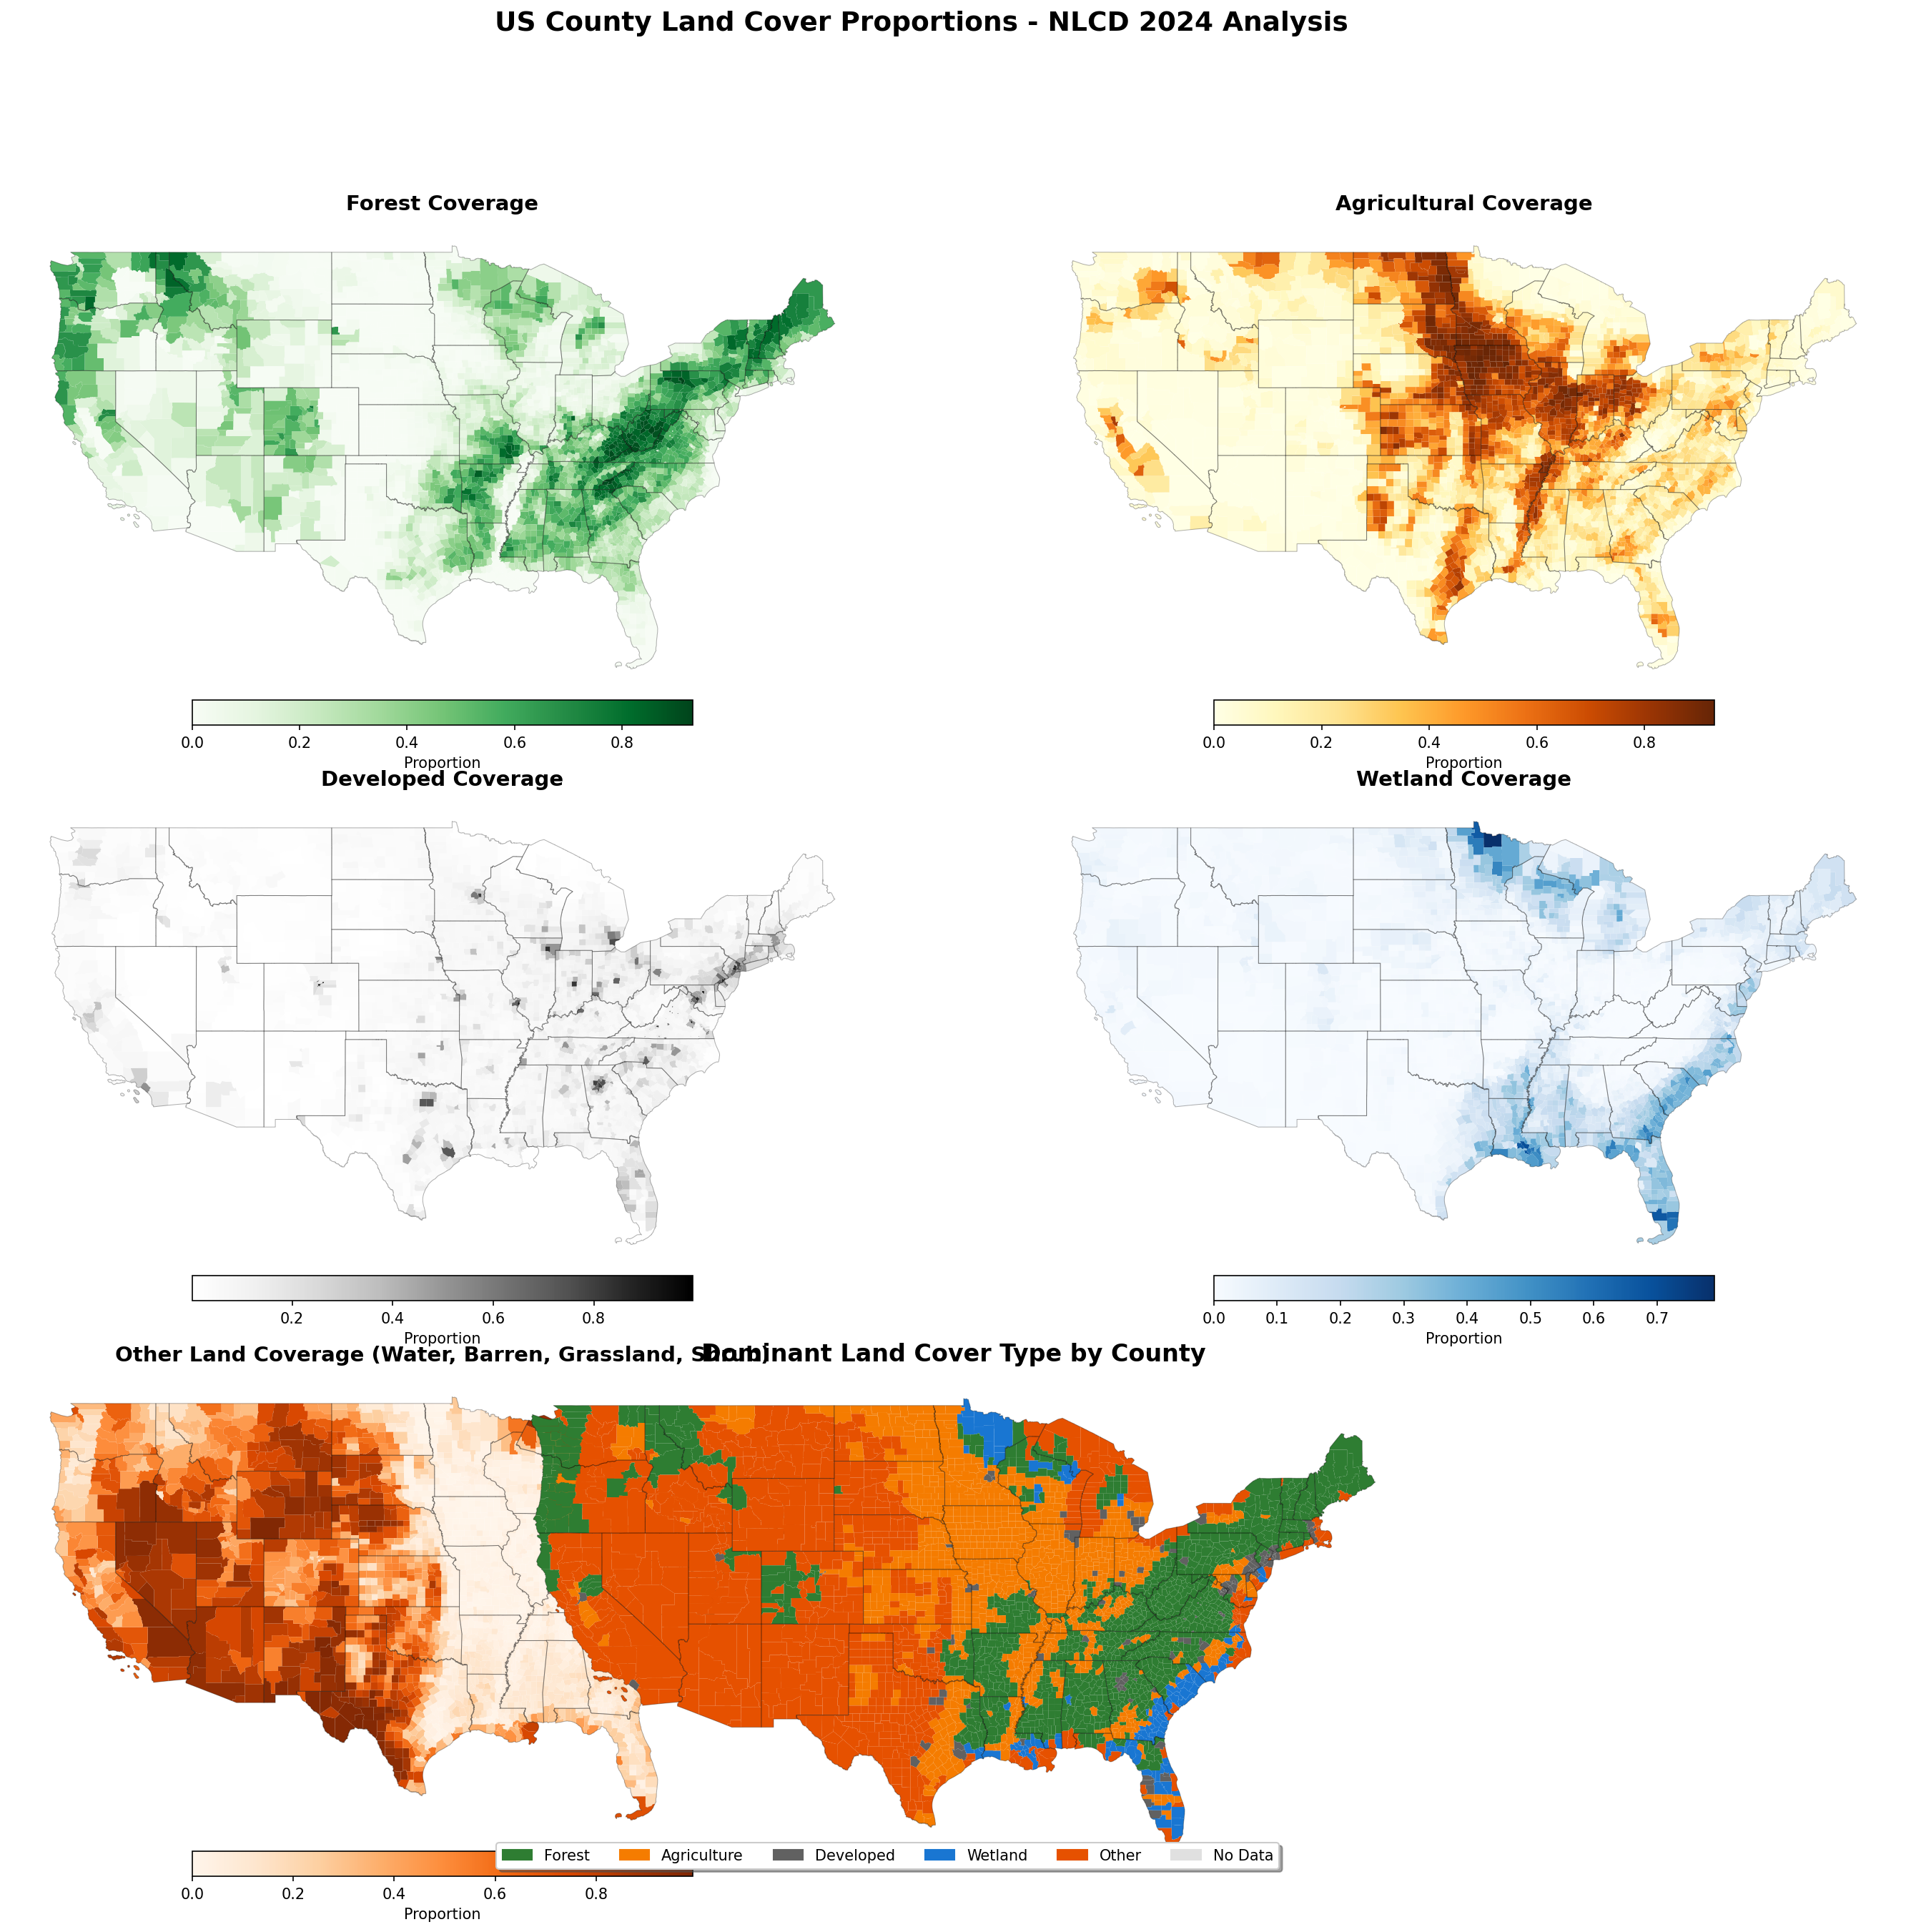 US County Land Cover Proportions - NLCD 2024 Analysis
Forest Coverage
Agricultural Coverage
0.0 0.2 0.4 0.6 0.8
Proportion
0.0 0.2 0.4 0.6 0.8
Proportion
Developed Coverage
Wetland Coverage
0.2 0.4 0.6 0.8
Proportion
0.0 0.1 0.2 0.3 0.4 0.5 0.6 0.7
Proportion
Other Land Coverage (Water, Barren, Grassland, Shrub)
Dominant Land Cover Type by County
Forest Agriculture Developed Wetland Other No Data
0.0 0.2 0.4 0.6 0.8
Proportion